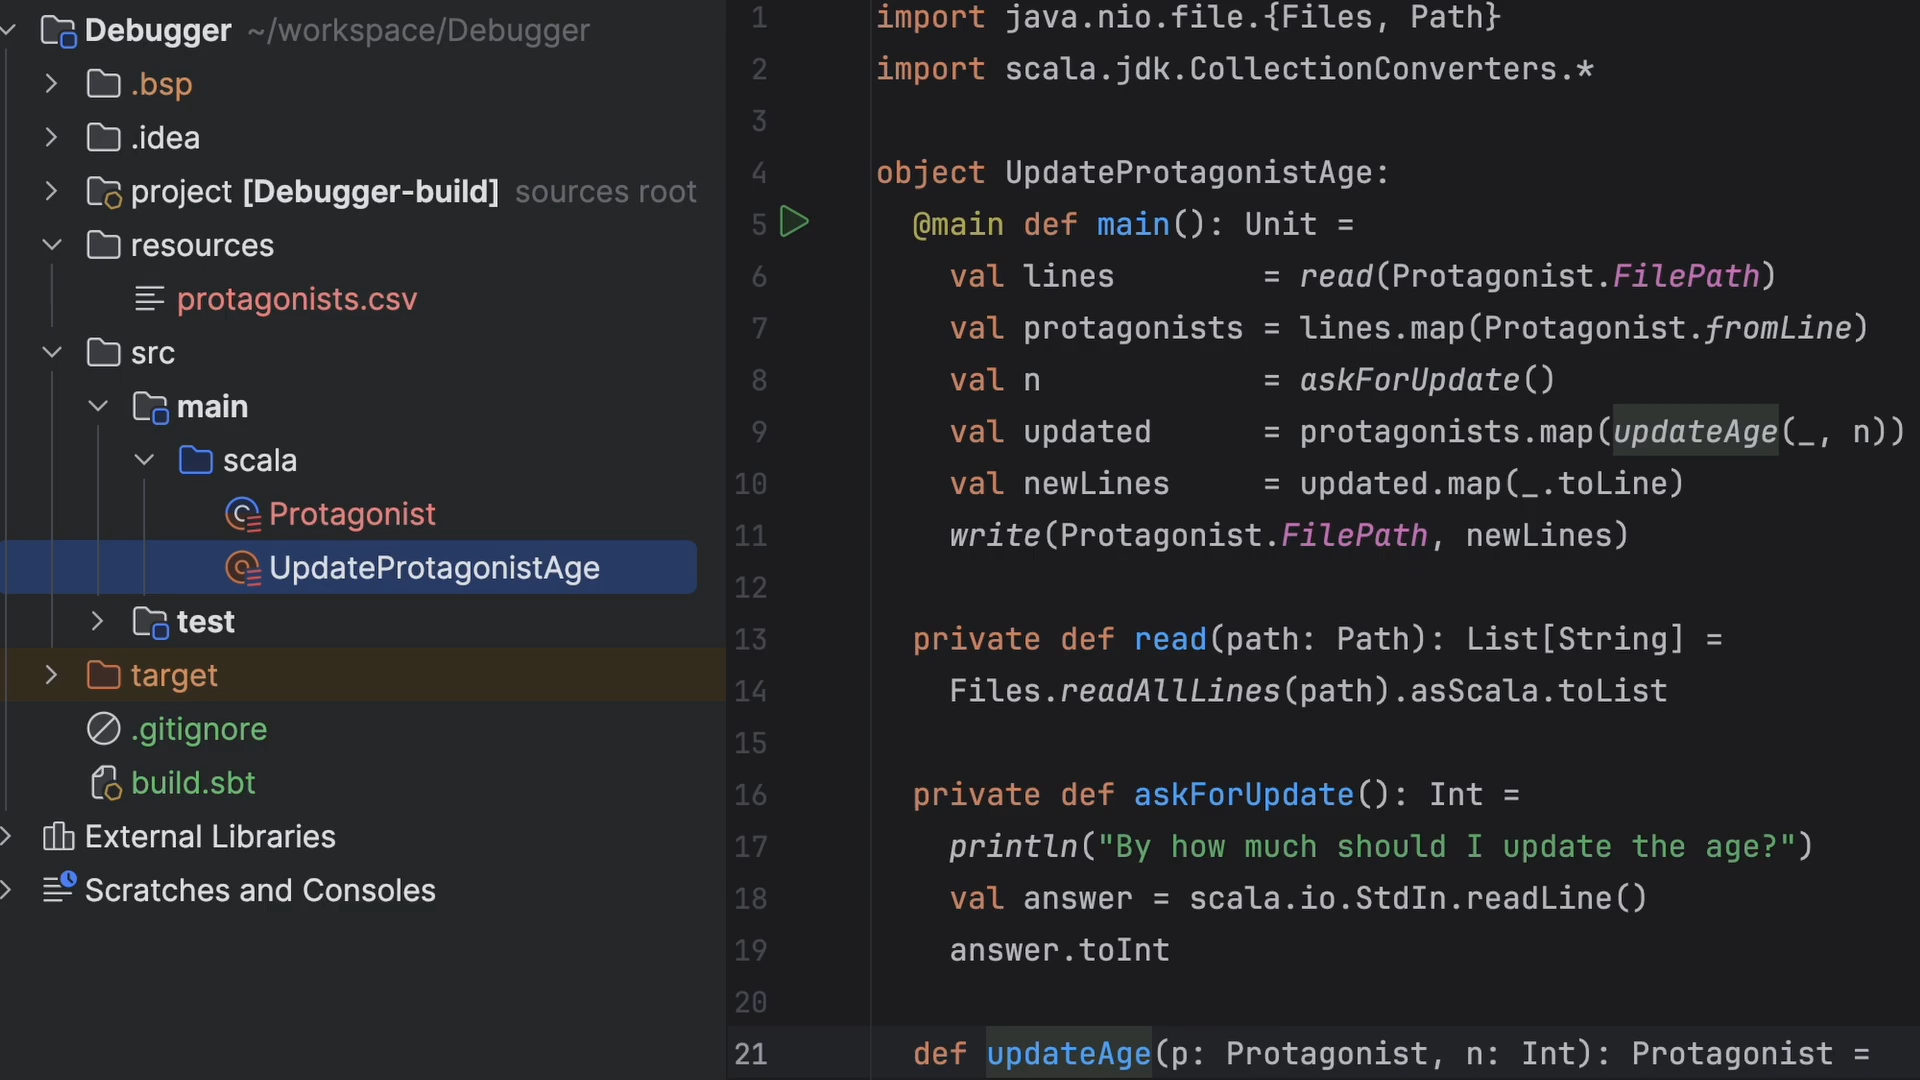 Debugger ~/workspace/Debugger
.bsp
.idea
project [Debugger-build] sources root
resources
protagonists.csv
src
main
scala
Protagonist
UpdateProtagonistAge
test
target
.gitignore
build.sbt
External Libraries
Scratches and Consoles
1 import java.nio.file.{Files, Path}
2 import scala.jdk.CollectionConverters.*
3
4 object UpdateProtagonistAge:
5 @main def main(): Unit =
6 val lines = read(Protagonist.FilePath)
7 val protagonists = lines.map(Protagonist.fromLine)
8 val n = askForUpdate()
9 val updated = protagonists.map(updateAge(_, n))
10 val newLines = updated.map(_.toLine)
11 write(Protagonist.FilePath, newLines)
12
13 private def read(path: Path): List[String] =
14 Files.readAllLines(path).asScala.toList
15
16 private def askForUpdate(): Int =
17 println("By how much should I update the age?")
18 val answer = scala.io.StdIn.readLine()
19 answer.toInt
20
21 def updateAge(p: Protagonist, n: Int): Protagonist =